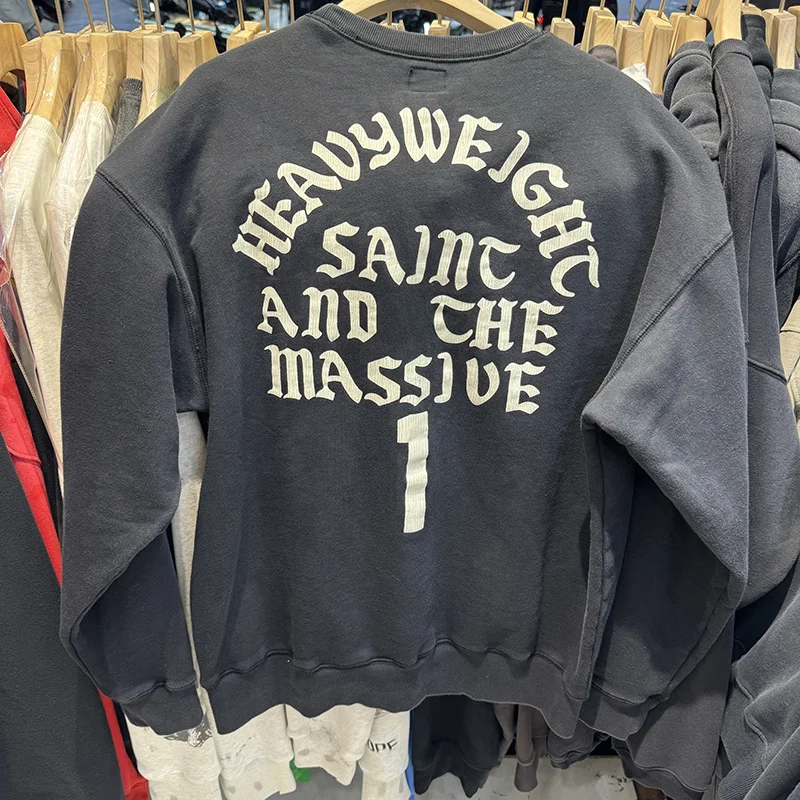 HEAVYWEIGHT
SAINT
AND THE
MASSIVE
1